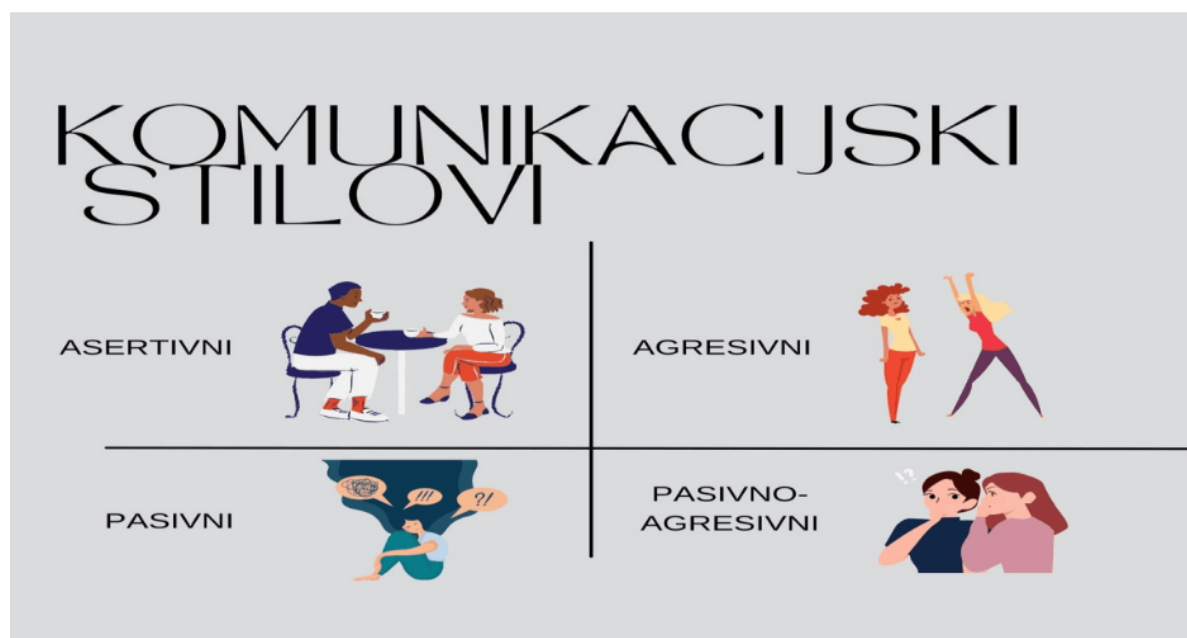 KOMUNIKACIJSKI
STILOVI
ASERTIVNI
AGRESIVNI
PASIVNI
!!!
?!
!?
PASIVNO-
AGRESIVNI